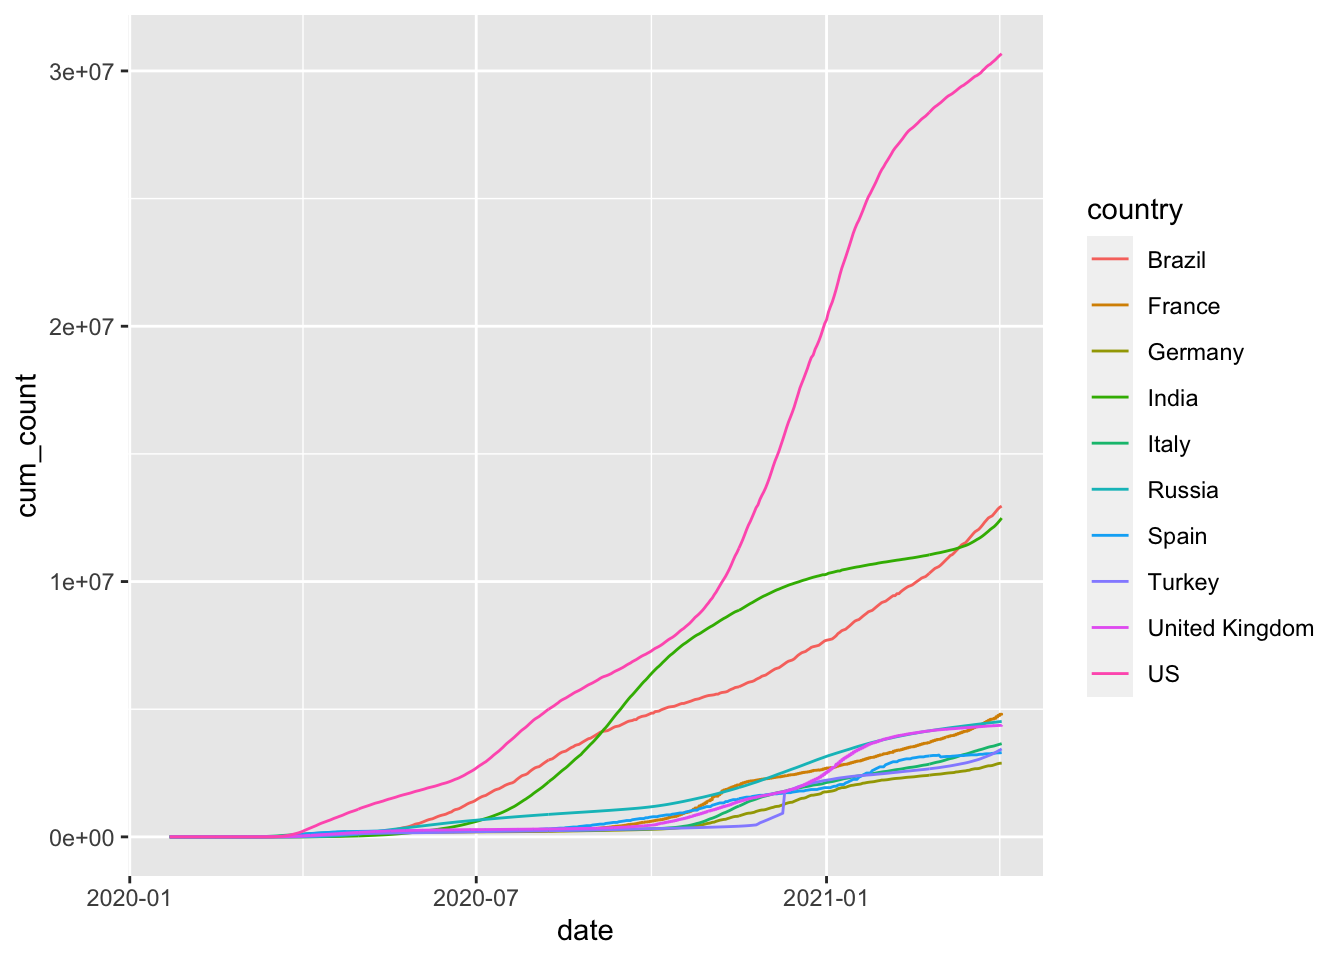 3e+07
2e+07
1e+07
0e+00
cum_count
2020-01
2020-07
2021-01
date
country
Brazil
France
Germany
India
Italy
Russia
Spain
Turkey
United Kingdom
US